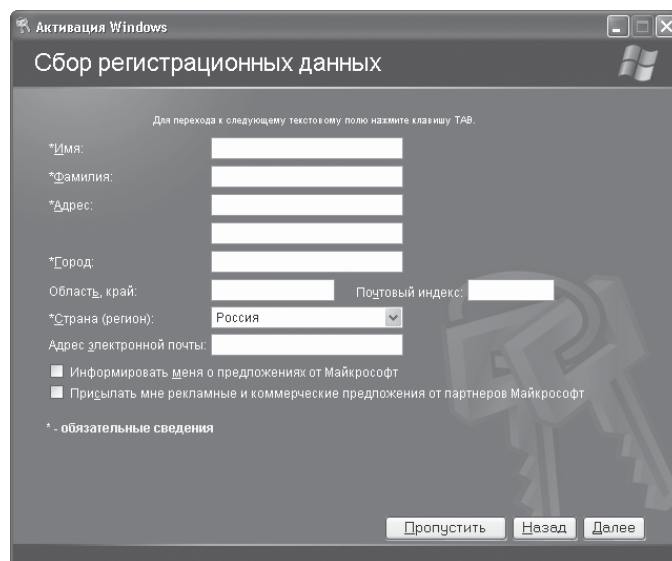 Активация Windows
Сбор регистрационных данных
Для перехода к следующему текстовому полю нажмите клавишу TAB.
*Имя:
*Фамилия:
*Адрес:
*Город:
Область, край: Почтовый индекс:
*Страна (регион): Россия
Адрес электронной почты:
Информировать меня о предложениях от Майкрософт
Присылать мне рекламные и коммерческие предложения от партнеров Майкрософт
* - обязательные сведения
Пропустить Назад Далее